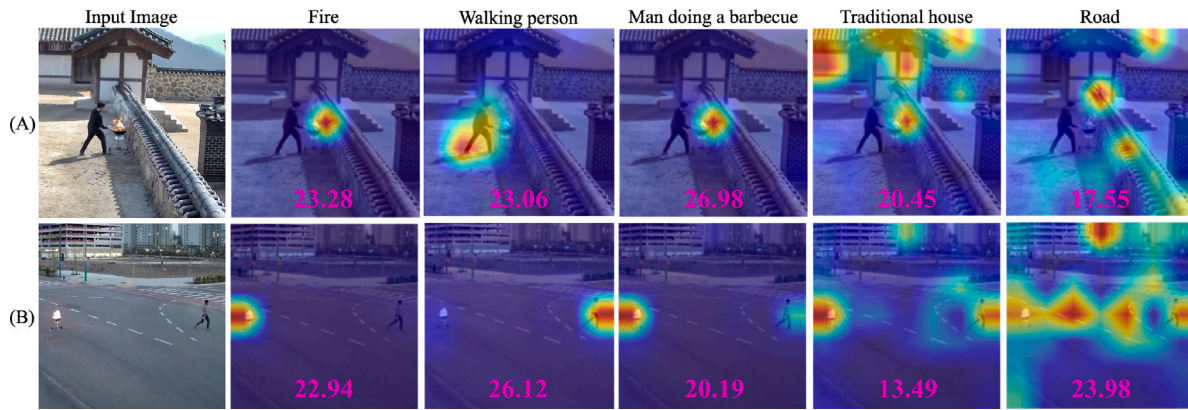 Input Image Fire Walking person Man doing a barbecue Traditional house Road
(A)
23.28 23.06 26.98 20.45 17.55
(B)
22.94 26.12 20.19 13.49 23.98